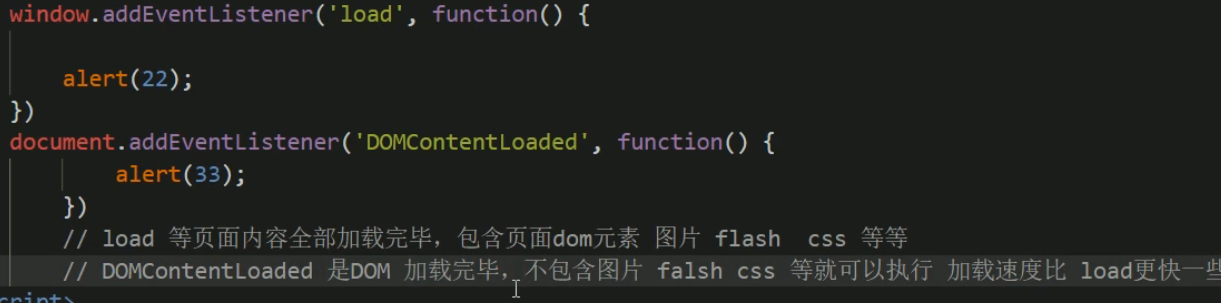 window.addEventListener('load', function() {
alert(22);
})
document.addEventListener('DOMContentLoaded', function() {
alert(33);
})
// load 等页面内容全部加载完毕，包含页面dom元素 图片 flash  css 等等
// DOMContentLoaded 是DOM 加载完毕，不包含图片 falsh css 等就可以执行 加载速度比 load更快一些
cript>